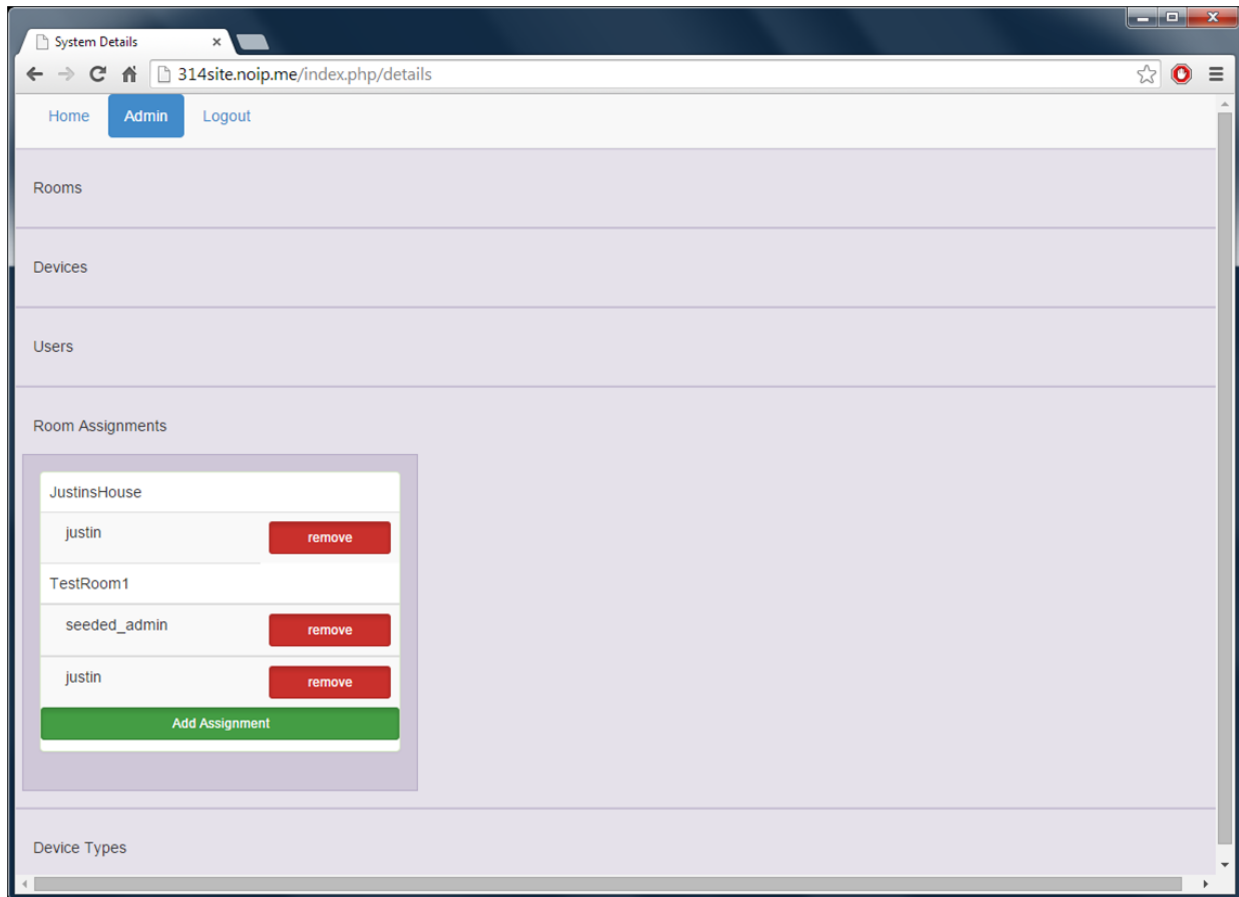 System Details
314site.noip.me/index.php/details
Home Admin Logout
Rooms
Devices
Users
Room Assignments
JustinsHouse
justin remove
TestRoom1
seeded_admin remove
justin remove
Add Assignment
Device Types